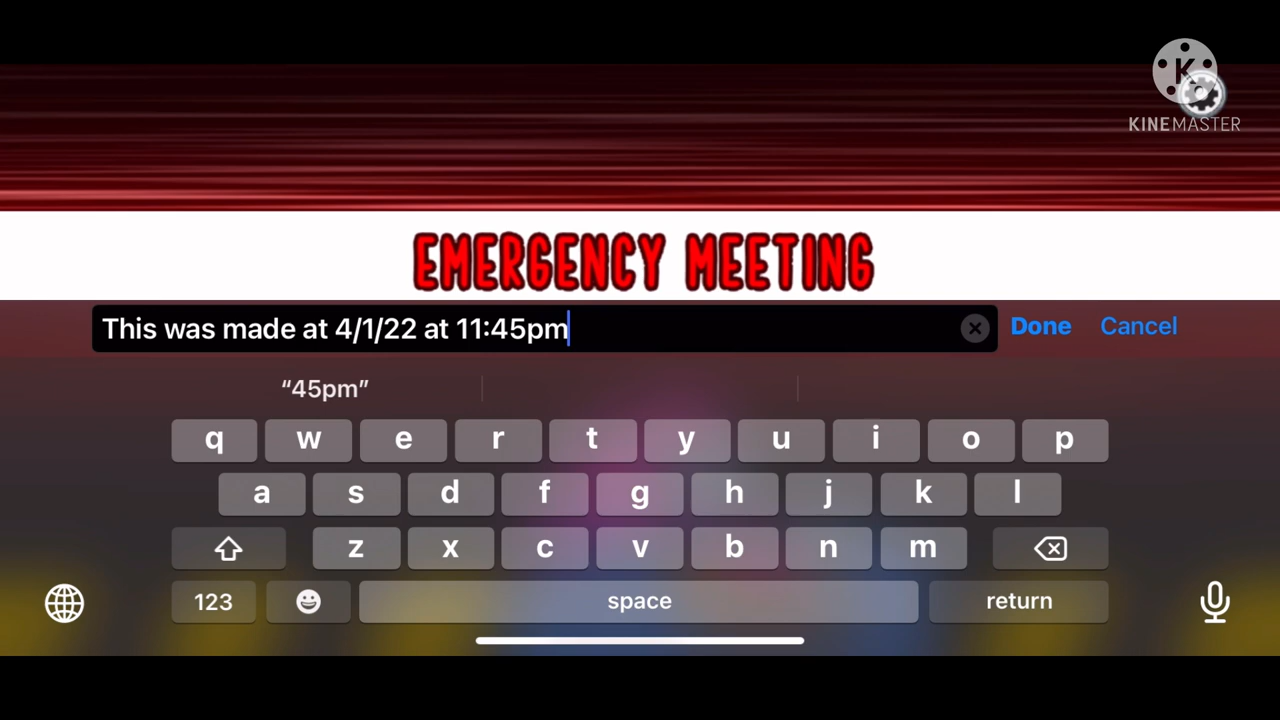 K
KINEMASTER
EMERGENCY MEETING
This was made at 4/1/22 at 11:45pm
Done
Cancel
“45pm”
q w e r t y u i o p
a s d f g h j k l
z x c v b n m
123
space
return